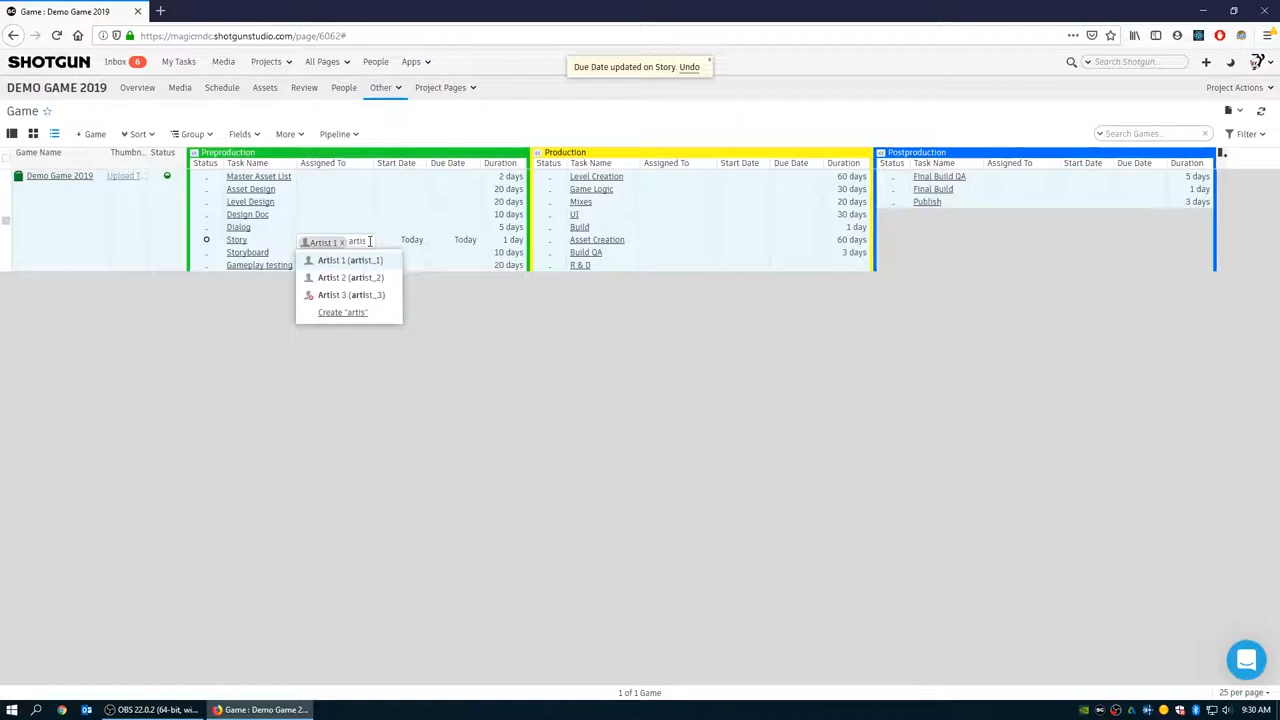 Game : Demo Game 2019
https://magicmdc.shotgunstudio.com/page/6062#
SHOTGUN Inbox 6 My Tasks Media Projects All Pages People Apps
Due Date updated on Story. Undo x
Search Shotgun...
DEMO GAME 2019 Overview Media Schedule Assets Review People Other Project Pages Project Actions
Game
+ Game Sort Group Fields More Pipeline Search Games... Filter
Preproduction Production Postproduction
Game Name Thumbn... Status Status Task Name Assigned To Start Date Due Date Duration Status Task Name Assigned To Start Date Due Date Duration Status Task Name Assigned To Start Date Due Date Duration
Demo Game 2019 Upload T... Master Asset List 2 days Level Creation 60 days Final Build QA 5 days
Asset Design 20 days Game Logic 30 days Final Build 1 day
Level Design 20 days Mixes 20 days Publish 3 days
Design Doc 10 days UI 30 days
Dialog 5 days Build 1 day
Story Artist 1 x artis Today Today 1 day Asset Creation 60 days
Storyboard 10 days Build QA 3 days
Gameplay testing 20 days R & D
Artist 1 (artist_1)
Artist 2 (artist_2)
Artist 3 (artist_3)
Create "artis"
1 of 1 Game 25 per page
OBS 22.0.2 (64-bit, wi... Game : Demo Game 2... 9:30 AM